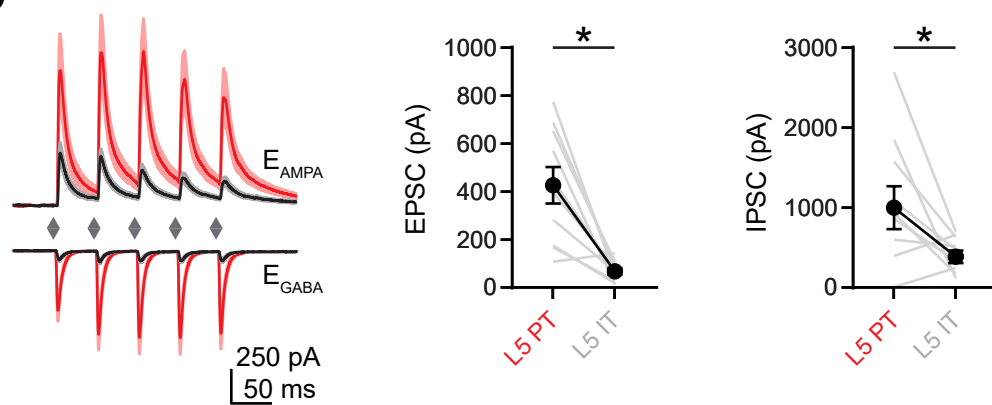 E_AMPA
E_GABA
250 pA
50 ms
EPSC (pA)
1000
800
600
400
200
0
*
L5 PT
L5 IT
IPSC (pA)
3000
2000
1000
0
*
L5 PT
L5 IT